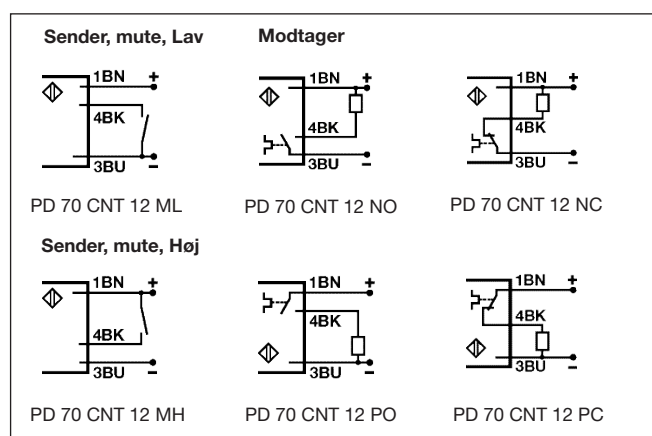 Sender, mute, Lav
1BN +
4BK
3BU -
PD 70 CNT 12 ML
Modtager
1BN +
4BK
3BU -
PD 70 CNT 12 NO
1BN +
4BK
3BU -
PD 70 CNT 12 NC
Sender, mute, Høj
1BN +
4BK
3BU -
PD 70 CNT 12 MH
1BN +
4BK
3BU -
PD 70 CNT 12 PO
1BN +
4BK
3BU -
PD 70 CNT 12 PC